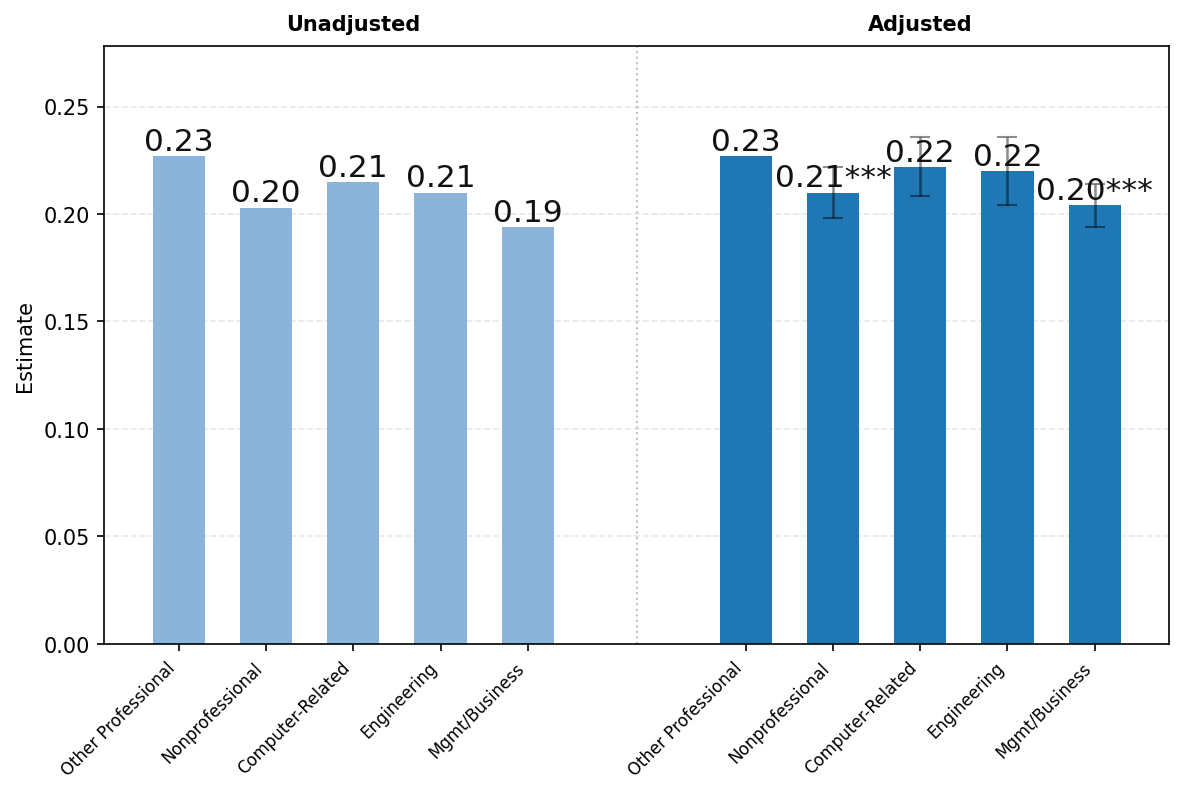 Unadjusted
Adjusted
Estimate
0.25
0.20
0.15
0.10
0.05
0.00
0.23
0.20
0.21
0.21
0.19
0.23
0.21***
0.22
0.22
0.20***
Other Professional
Nonprofessional
Computer-Related
Engineering
Mgmt/Business
Other Professional
Nonprofessional
Computer-Related
Engineering
Mgmt/Business